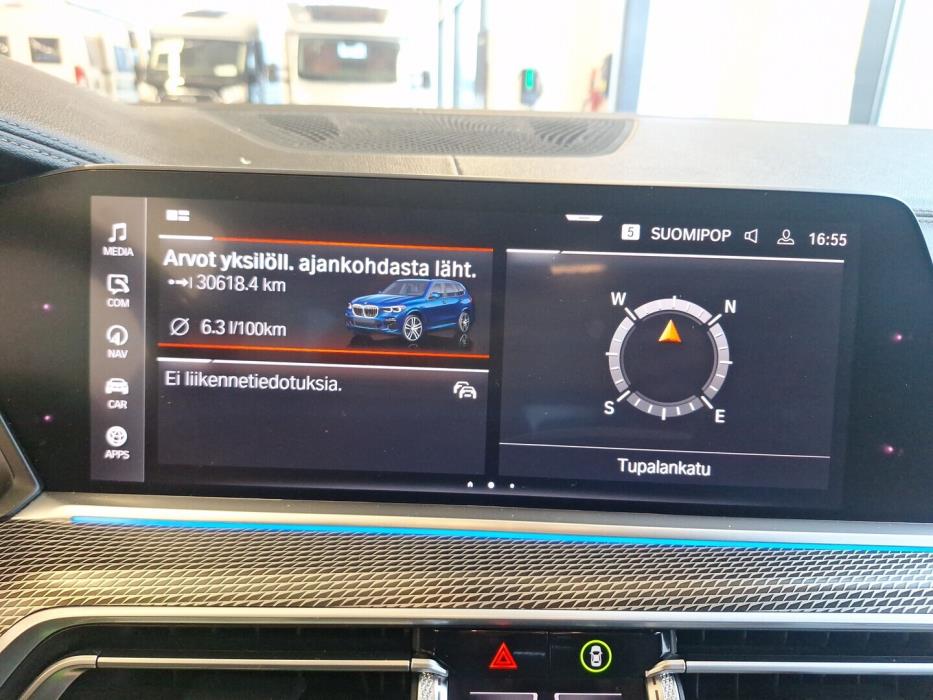 MEDIA
COM
NAV
CAR
APPS
5 SUOMIPOP 16:55
Arvot yksilöll. ajankohdasta läht.
30618.4 km
6.3 l/100km
Ei liikennetiedotuksia.
W
N
S
E
Tupalankatu